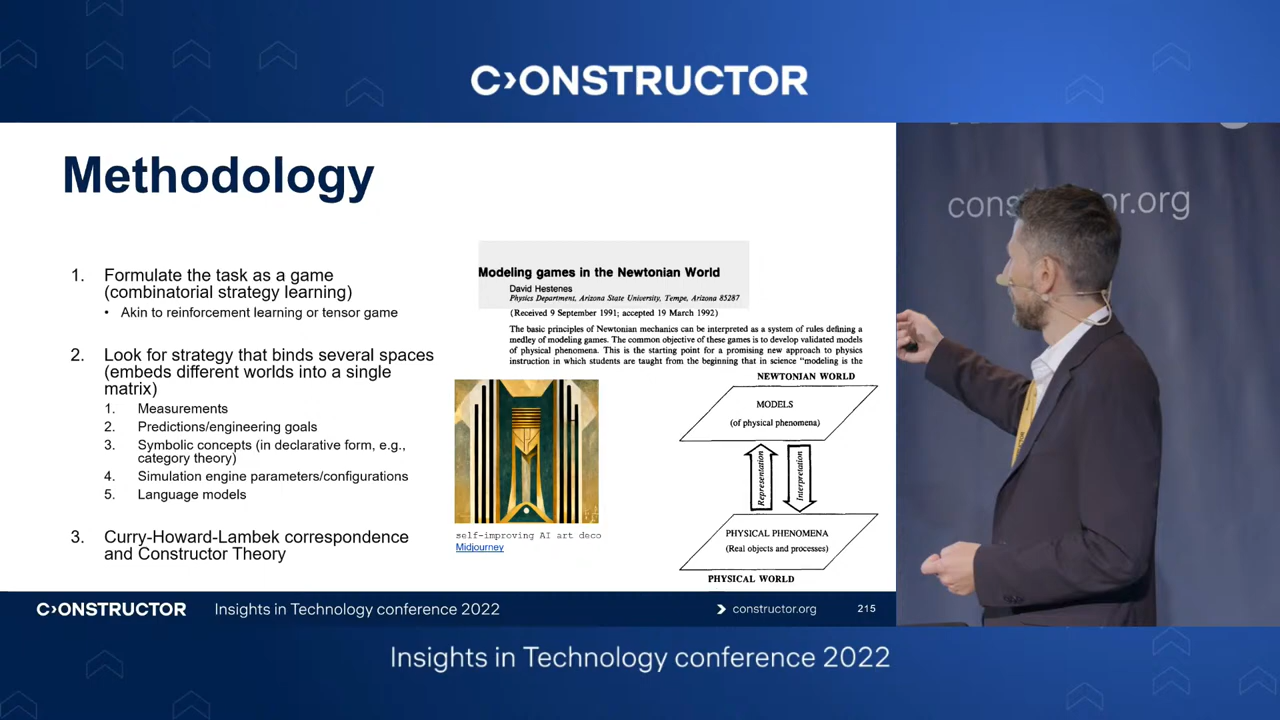 C›ONSTRUCTOR
Methodology
1. Formulate the task as a game
(combinatorial strategy learning)
• Akin to reinforcement learning or tensor game
2. Look for strategy that binds several spaces
(embeds different worlds into a single
matrix)
1. Measurements
2. Predictions/engineering goals
3. Symbolic concepts (in declarative form, e.g.,
category theory)
4. Simulation engine parameters/configurations
5. Language models
3. Curry-Howard-Lambek correspondence
and Constructor Theory
Modeling games in the Newtonian World
David Hestenes
Physics Department, Arizona State University, Tempe, Arizona 85287
(Received 9 September 1991; accepted 19 March 1992)
The basic principles of Newtonian mechanics can be interpreted as a system of rules defining a
medley of modeling games. The common objective of these games is to develop validated models
of physical phenomena. This is the starting point for a promising new approach to physics
instruction in which students are taught from the beginning that in science "modeling is the
NEWTONIAN WORLD
MODELS
(of physical phenomena)
Representation
Interpretation
PHYSICAL PHENOMENA
(Real objects and processes)
PHYSICAL WORLD
self-improving AI art deco
Midjourney
C›ONSTRUCTOR
Insights in Technology conference 2022
constructor.org
215
cons or.org
Insights in Technology conference 2022